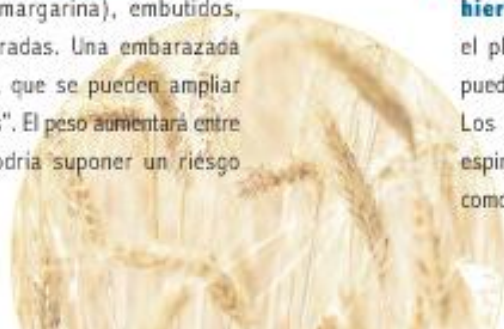 margarina), embutidos,
radas. Una embarazada
que se pueden ampliar
". El peso aumentará entre
odría suponer un riesgo
hier
el pl
pued
Los
espin
como